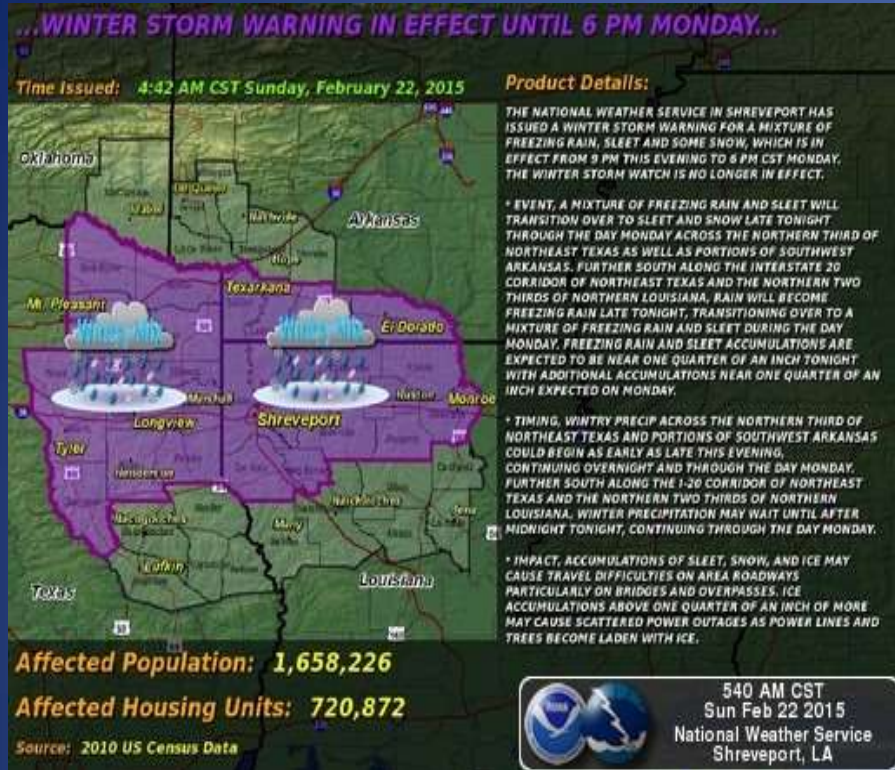 ...WINTER STORM WARNING IN EFFECT UNTIL 6 PM MONDAY...
Time Issued: 4:42 AM CST Sunday, February 22, 2015
Oklahoma
De Queen
Idabel
Nashville
Arkansas
Hope
Texarkana
Mt. Pleasant
El Dorado
Marshall
Ruston
Monroe
Longview
Shreveport
Tyler
Henderson
Natchitoches
Nacogdoches
Many
Jena
Lufkin
Texas
Louisiana
Product Details:
THE NATIONAL WEATHER SERVICE IN SHREVEPORT HAS
ISSUED A WINTER STORM WARNING FOR A MIXTURE OF
FREEZING RAIN, SLEET AND SOME SNOW, WHICH IS IN
EFFECT FROM 9 PM THIS EVENING TO 6 PM CST MONDAY.
THE WINTER STORM WATCH IS NO LONGER IN EFFECT.
* EVENT, A MIXTURE OF FREEZING RAIN AND SLEET WILL
TRANSITION OVER TO SLEET AND SNOW LATE TONIGHT
THROUGH THE DAY MONDAY ACROSS THE NORTHERN THIRD OF
NORTHEAST TEXAS AS WELL AS PORTIONS OF SOUTHWEST
ARKANSAS. FURTHER SOUTH ALONG THE INTERSTATE 20
CORRIDOR OF NORTHEAST TEXAS AND THE NORTHERN TWO
THIRDS OF NORTHERN LOUISIANA, RAIN WILL BECOME
FREEZING RAIN LATE TONIGHT, TRANSITIONING OVER TO A
MIXTURE OF FREEZING RAIN AND SLEET DURING THE DAY
MONDAY. FREEZING RAIN AND SLEET ACCUMULATIONS ARE
EXPECTED TO BE NEAR ONE QUARTER OF AN INCH TONIGHT
WITH ADDITIONAL ACCUMULATIONS NEAR ONE QUARTER OF AN
INCH EXPECTED ON MONDAY.
* TIMING, WINTRY PRECIP ACROSS THE NORTHERN THIRD OF
NORTHEAST TEXAS AND PORTIONS OF SOUTHWEST ARKANSAS
COULD BEGIN AS EARLY AS LATE THIS EVENING,
CONTINUING OVERNIGHT AND THROUGH THE DAY MONDAY.
FURTHER SOUTH ALONG THE I-20 CORRIDOR OF NORTHEAST
TEXAS AND THE NORTHERN TWO THIRDS OF NORTHERN
LOUISIANA, WINTER PRECIPITATION MAY WAIT UNTIL AFTER
MIDNIGHT TONIGHT, CONTINUING THROUGH THE DAY MONDAY.
* IMPACT, ACCUMULATIONS OF SLEET, SNOW, AND ICE MAY
CAUSE TRAVEL DIFFICULTIES ON AREA ROADWAYS
PARTICULARLY ON BRIDGES AND OVERPASSES. ICE
ACCUMULATIONS ABOVE ONE QUARTER OF AN INCH OF MORE
MAY CAUSE SCATTERED POWER OUTAGES AS POWER LINES AND
TREES BECOME LADEN WITH ICE.
Affected Population: 1,658,226
Affected Housing Units: 720,872
Source: 2010 US Census Data
540 AM CST
Sun Feb 22 2015
National Weather Service
Shreveport, LA